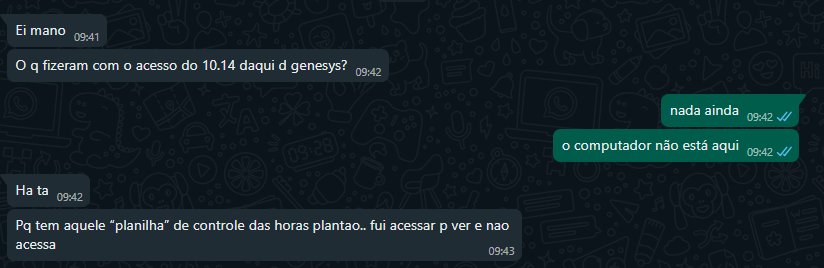 Ei mano 09:41
O q fizeram com o acesso do 10.14 daqui d genesys? 09:42
nada ainda 09:42
o computador não está aqui 09:42
Ha ta 09:42
Pq tem aquele “planilha” de controle das horas plantao.. fui acessar p ver e nao
acessa 09:43